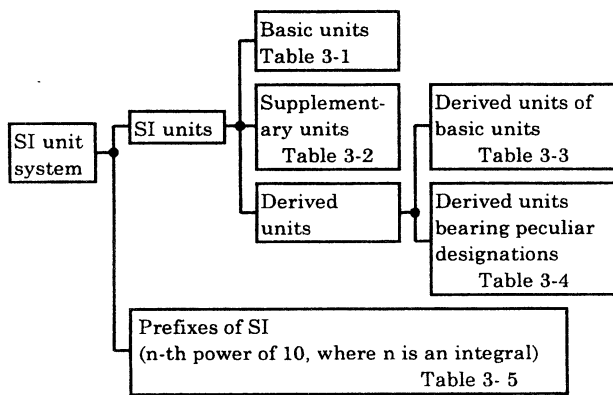 SI unit
system
SI units
Basic units
Table 3-1
Supplement-
ary units
Table 3-2
Derived
units
Derived units of
basic units
Table 3-3
Derived units
bearing peculiar
designations
Table 3-4
Prefixes of SI
(n-th power of 10, where n is an integral)
Table 3- 5